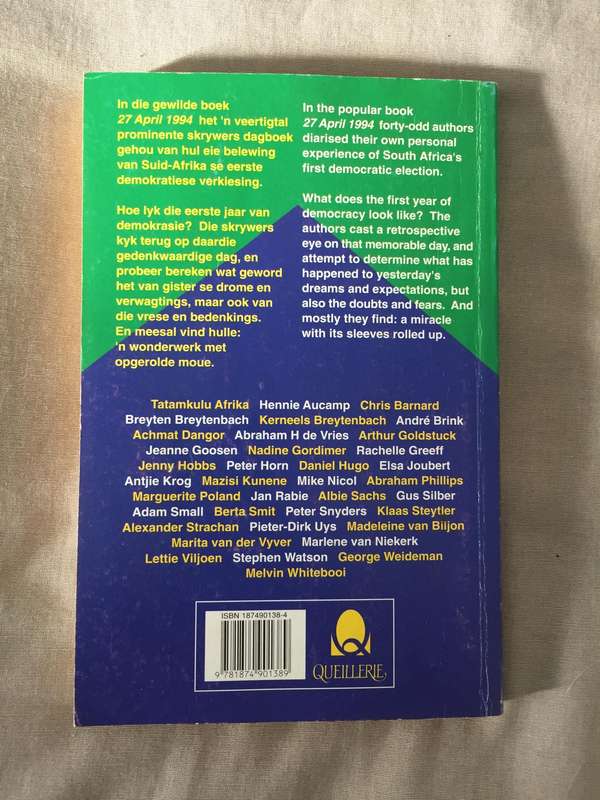 In die gewilde boek
27 April 1994 het 'n veertigtal
prominente skrywers dagboek
gehou van hul eie belewing
van Suid-Afrika se eerste
demokratiese verkiesing.
Hoe lyk die eerste jaar van
demokrasie? Die skrywers
kyk terug op daardie
gedenkwaardige dag, en
probeer bereken wat geword
het van gister se drome en
verwagtings, maar ook van
die vrese en bedenkings.
En meesal vind hulle:
'n wonderwerk met
opgerolde moue.
In the popular book
27 April 1994 forty-odd authors
diarised their own personal
experience of South Africa's
first democratic election.
What does the first year of
democracy look like? The
authors cast a retrospective
eye on that memorable day, and
attempt to determine what has
happened to yesterday's
dreams and expectations, but
also the doubts and fears. And
mostly they find: a miracle
with its sleeves rolled up.
Tatamkulu Afrika Hennie Aucamp Chris Barnard
Breyten Breytenbach Kerneels Breytenbach André Brink
Achmat Dangor Abraham H de Vries Arthur Goldstuck
Jeanne Goosen Nadine Gordimer Rachelle Greeff
Jenny Hobbs Peter Horn Daniel Hugo Elsa Joubert
Antjie Krog Mazisi Kunene Mike Nicol Abraham Phillips
Marguerite Poland Jan Rabie Albie Sachs Gus Silber
Adam Small Berta Smit Peter Snyders Klaas Steytler
Alexander Strachan Pieter-Dirk Uys Madeleine van Biljon
Marita van der Vyver Marlene van Niekerk
Lettie Viljoen Stephen Watson George Weideman
Melvin Whitebooi
ISBN 187490138-4
9 781874 901389
QUEILLERIE